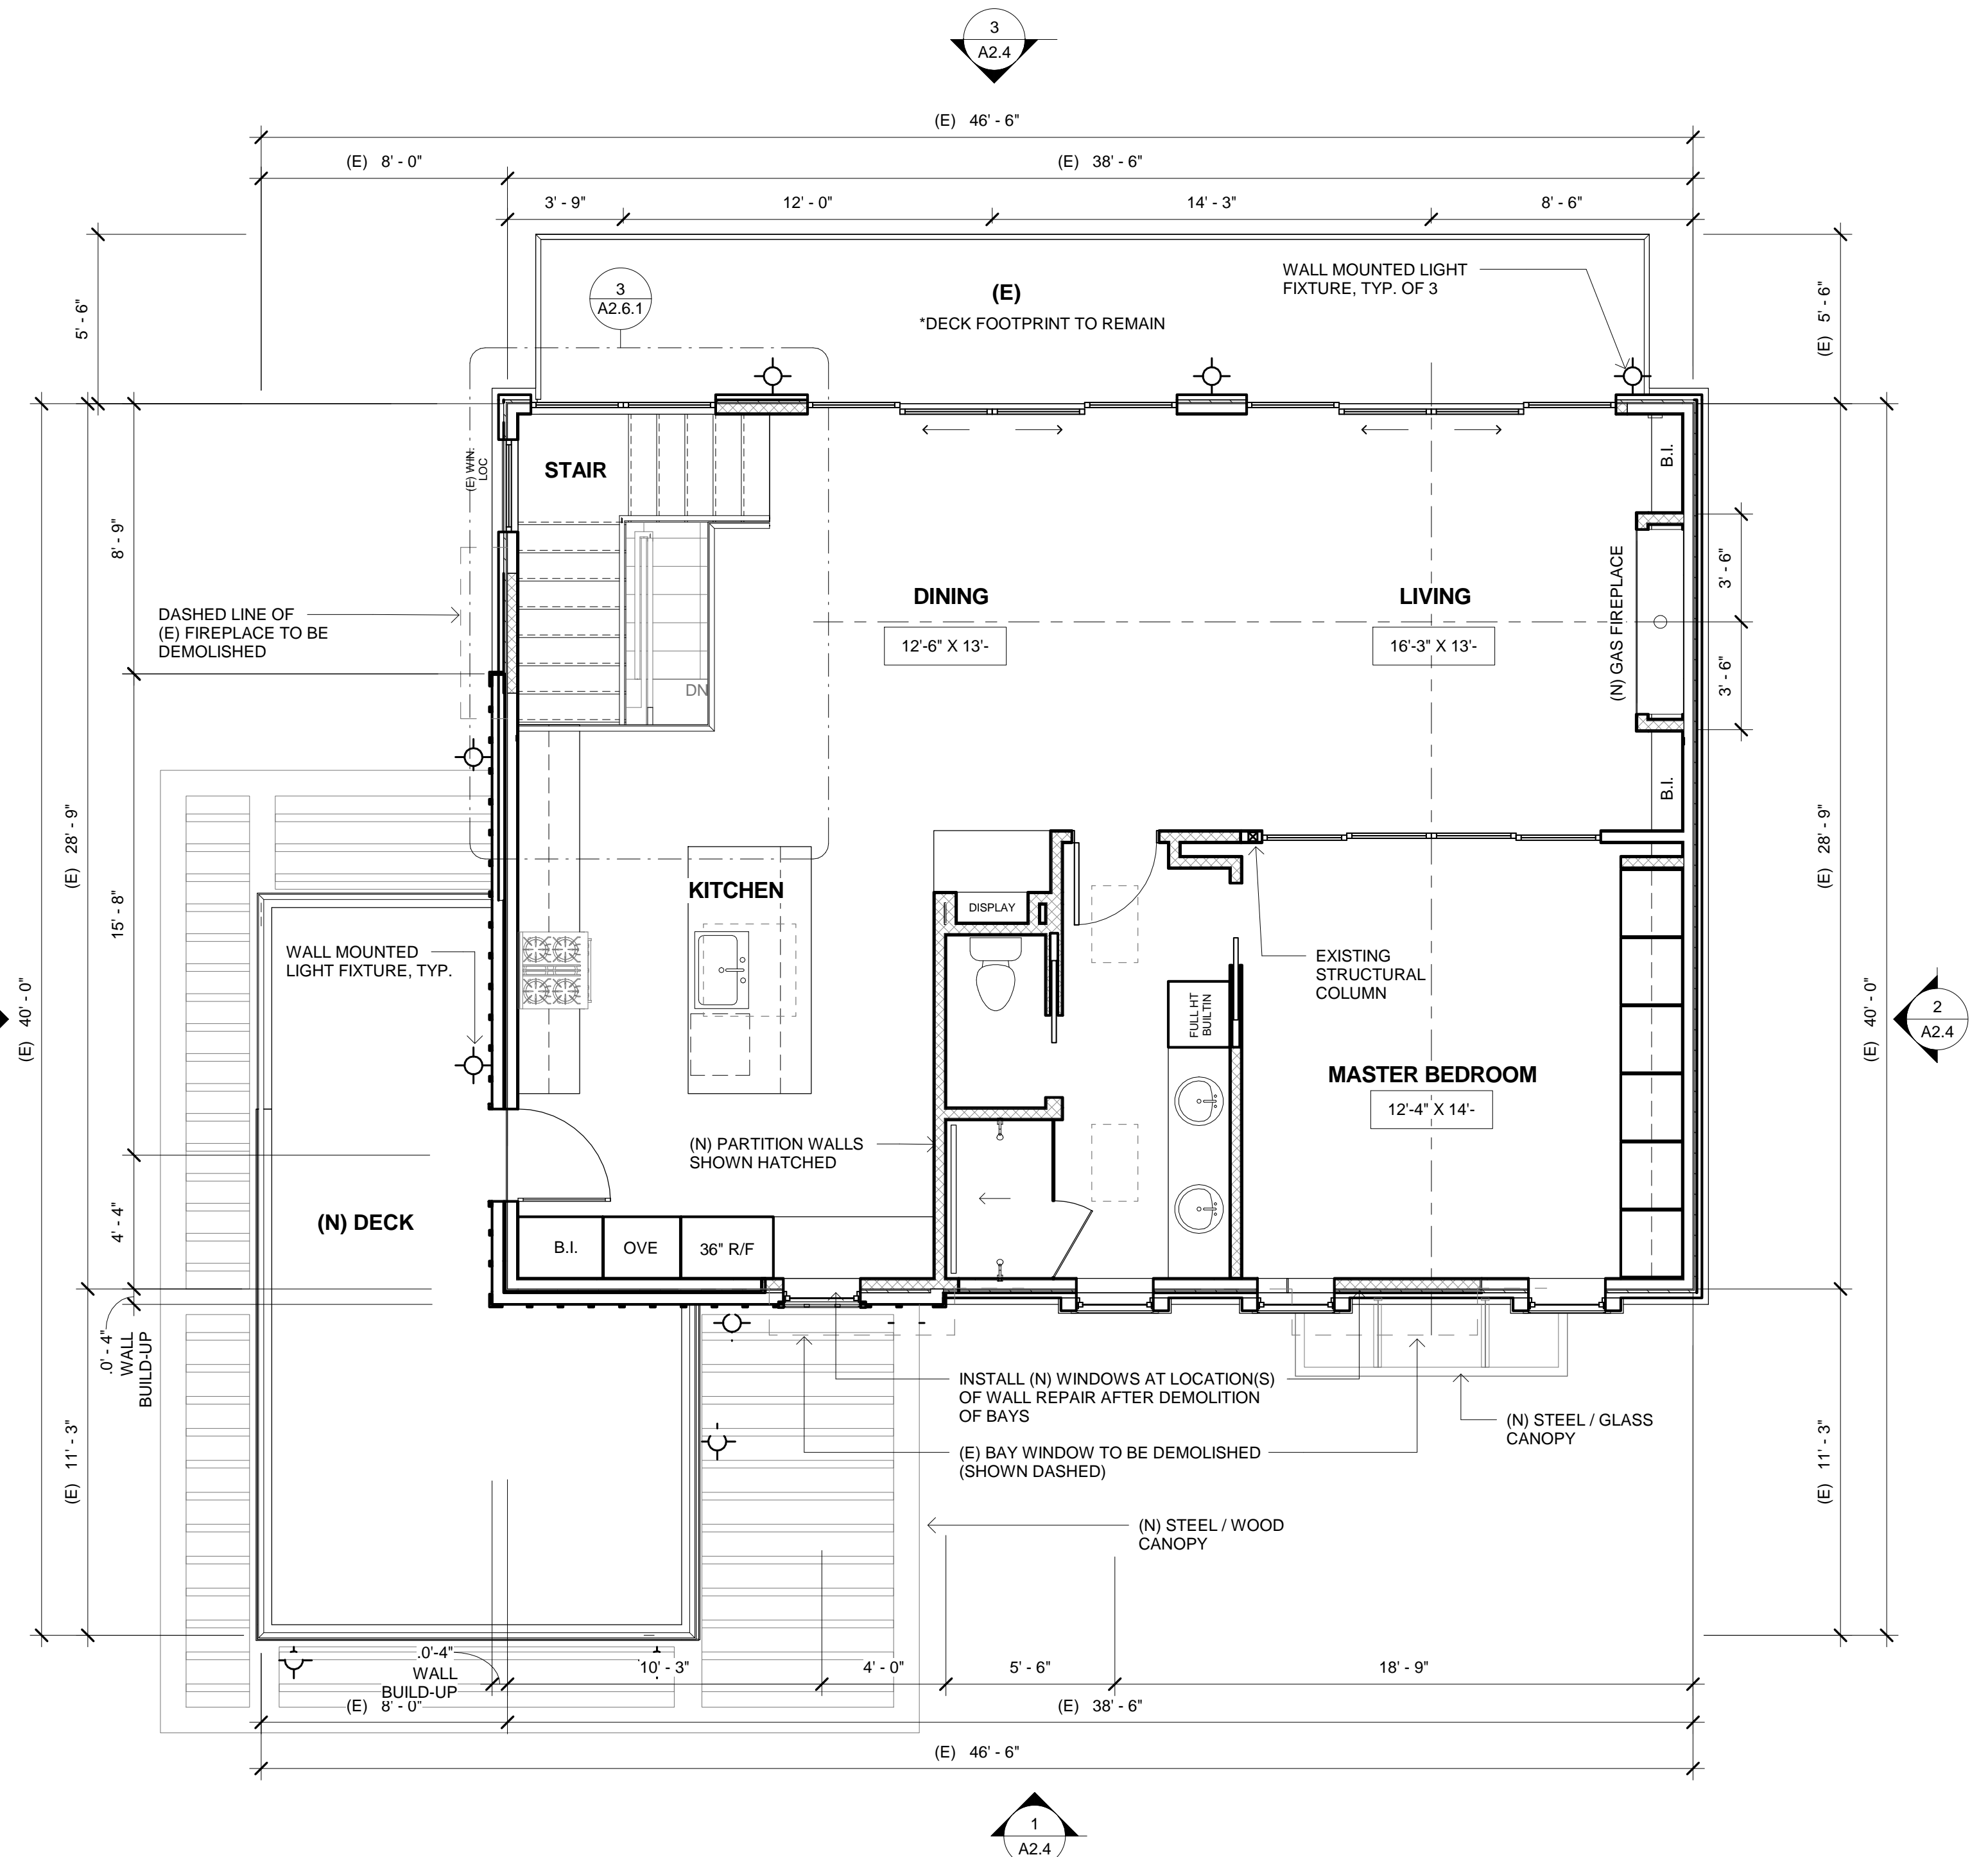 3
A2.4
(E) 46' - 6"
(E) 8' - 0"
(E) 38' - 6"
3' - 9"
12' - 0"
14' - 3"
8' - 6"
5' - 6"
(E) 5' - 6"
3
A2.6.1
(E)
*DECK FOOTPRINT TO REMAIN
WALL MOUNTED LIGHT
FIXTURE, TYP. OF 3
(E) WIN.
LOC
STAIR
B.I.
8' - 9"
DASHED LINE OF
(E) FIREPLACE TO BE
DEMOLISHED
DN
DINING
12'-6" X 13'-
LIVING
16'-3" X 13'-
(N) GAS FIREPLACE
3' - 6"
3' - 6"
B.I.
(E) 28' - 9"
(E) 28' - 9"
15' - 8"
KITCHEN
DISPLAY
WALL MOUNTED
LIGHT FIXTURE, TYP.
EXISTING
STRUCTURAL
COLUMN
FULL HT
BUILTIN
(E) 40' - 0"
(E) 40' - 0"
2
A2.4
MASTER BEDROOM
12'-4" X 14'-
(N) PARTITION WALLS
SHOWN HATCHED
4' - 4"
(N) DECK
B.I.
OVE
36" R/F
.0' - 4"
WALL
BUILD-UP
INSTALL (N) WINDOWS AT LOCATION(S)
OF WALL REPAIR AFTER DEMOLITION
OF BAYS
(N) STEEL / GLASS
CANOPY
(E) BAY WINDOW TO BE DEMOLISHED
(SHOWN DASHED)
(E) 11' - 3"
(E) 11' - 3"
(N) STEEL / WOOD
CANOPY
.0'-4"
WALL
BUILD-UP
10' - 3"
4' - 0"
5' - 6"
18' - 9"
(E) 8' - 0"
(E) 38' - 6"
(E) 46' - 6"
1
A2.4